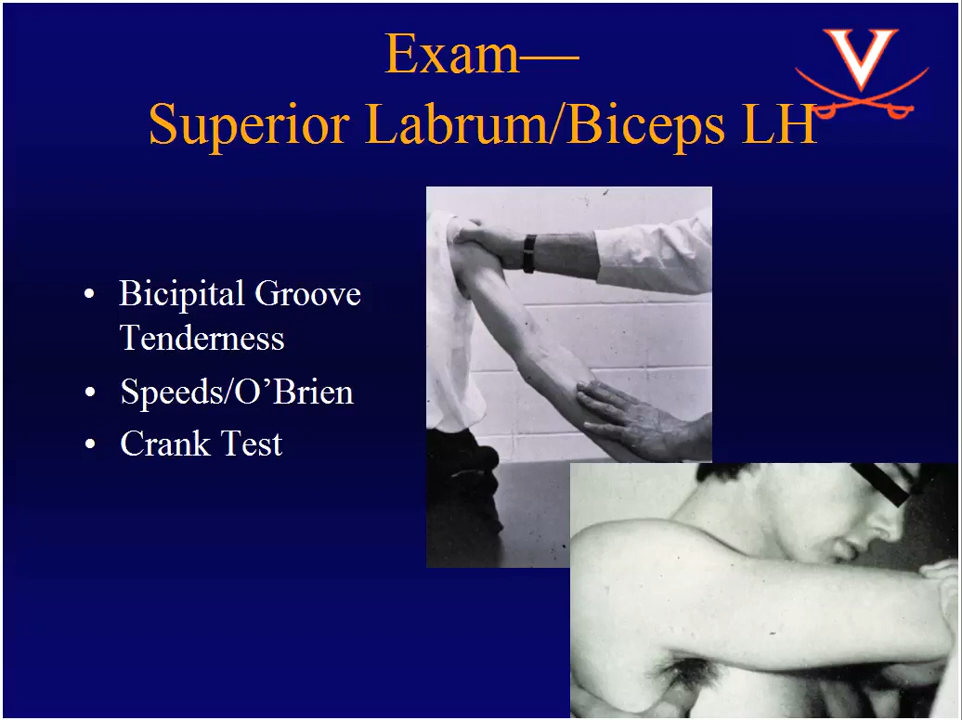 Exam—
Superior Labrum/Biceps LH
• Bicipital Groove
Tenderness
• Speeds/O’Brien
• Crank Test
V